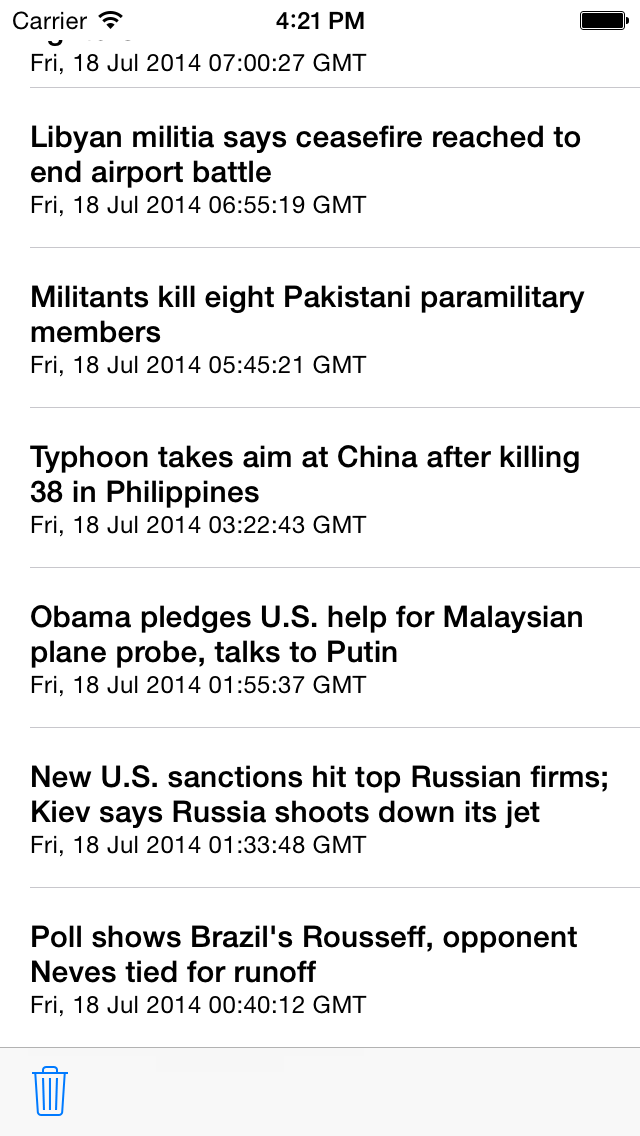 Carrier 4:21 PM
Fri, 18 Jul 2014 07:00:27 GMT
Libyan militia says ceasefire reached to
end airport battle
Fri, 18 Jul 2014 06:55:19 GMT
Militants kill eight Pakistani paramilitary
members
Fri, 18 Jul 2014 05:45:21 GMT
Typhoon takes aim at China after killing
38 in Philippines
Fri, 18 Jul 2014 03:22:43 GMT
Obama pledges U.S. help for Malaysian
plane probe, talks to Putin
Fri, 18 Jul 2014 01:55:37 GMT
New U.S. sanctions hit top Russian firms;
Kiev says Russia shoots down its jet
Fri, 18 Jul 2014 01:33:48 GMT
Poll shows Brazil's Rousseff, opponent
Neves tied for runoff
Fri, 18 Jul 2014 00:40:12 GMT